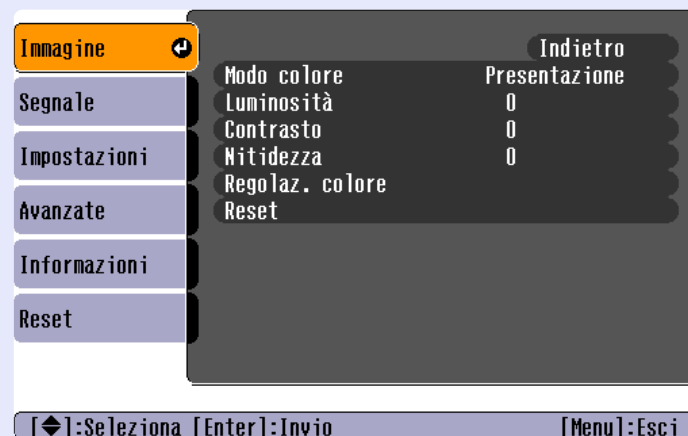 Immagine
Segnale
Impostazioni
Avanzate
Informazioni
Reset
Indietro
Modo colore Presentazione
Luminosità 0
Contrasto 0
Nitidezza 0
Regolaz. colore
Reset
[◆]:Seleziona [Enter]:Invio [Menu]:Esci